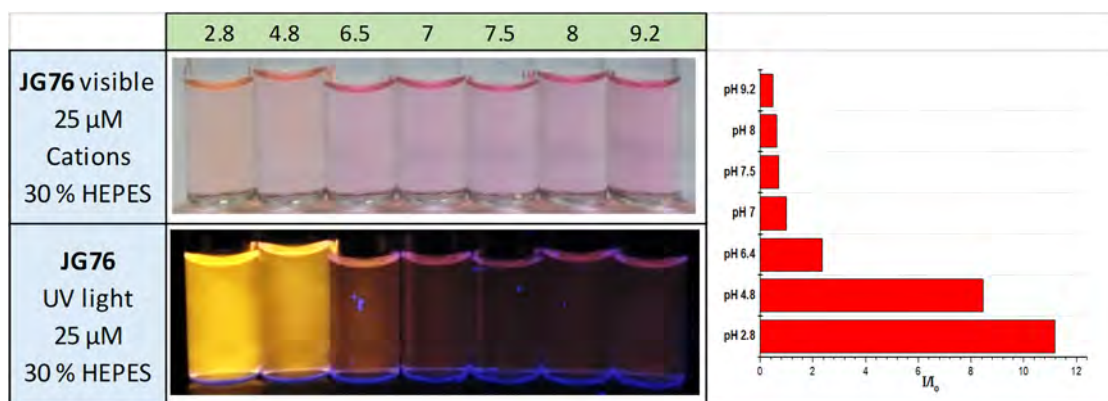 2.8 4.8 6.5 7 7.5 8 9.2
JG76 visible
25 µM
Cations
30 % HEPES
JG76
UV light
25 µM
30 % HEPES
pH 9.2
pH 8
pH 7.5
pH 7
pH 6.4
pH 4.8
pH 2.8
0 2 4 6 8 10 12
I/I₀